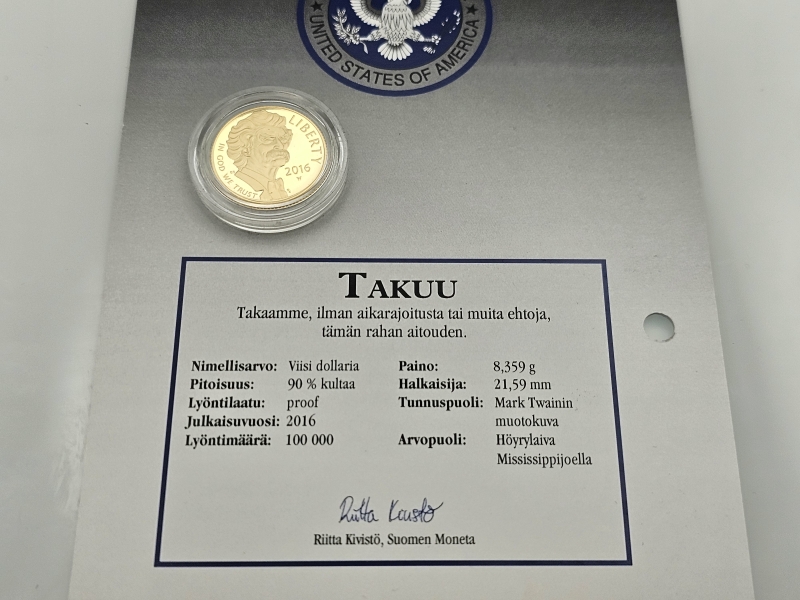 ★ UNITED STATES OF AMERICA ★
LIBERTY
IN GOD WE TRUST
2016
W
TAKUU
Takaamme, ilman aikarajoitusta tai muita ehtoja,
tämän rahan aitouden.
Nimellisarvo: Viisi dollaria Paino: 8,359 g
Pitoisuus: 90 % kultaa Halkaisija: 21,59 mm
Lyöntilaatu: proof Tunnuspuoli: Mark Twainin
Julkaisuvuosi: 2016 muotokuva
Lyöntimäärä: 100 000 Arvopuoli: Höyrylaiva
Mississippijoella
Riitta Kivistö
Riitta Kivistö, Suomen Moneta